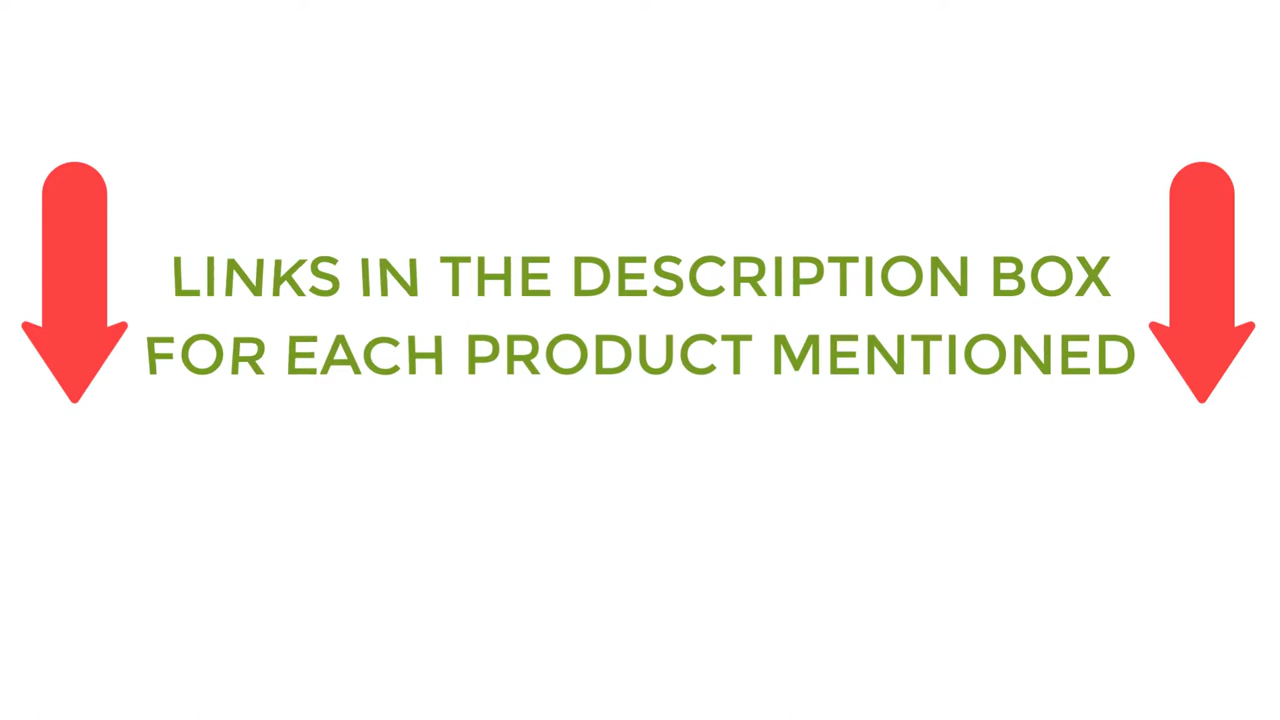 LINKS IN THE DESCRIPTION BOX
FOR EACH PRODUCT MENTIONED